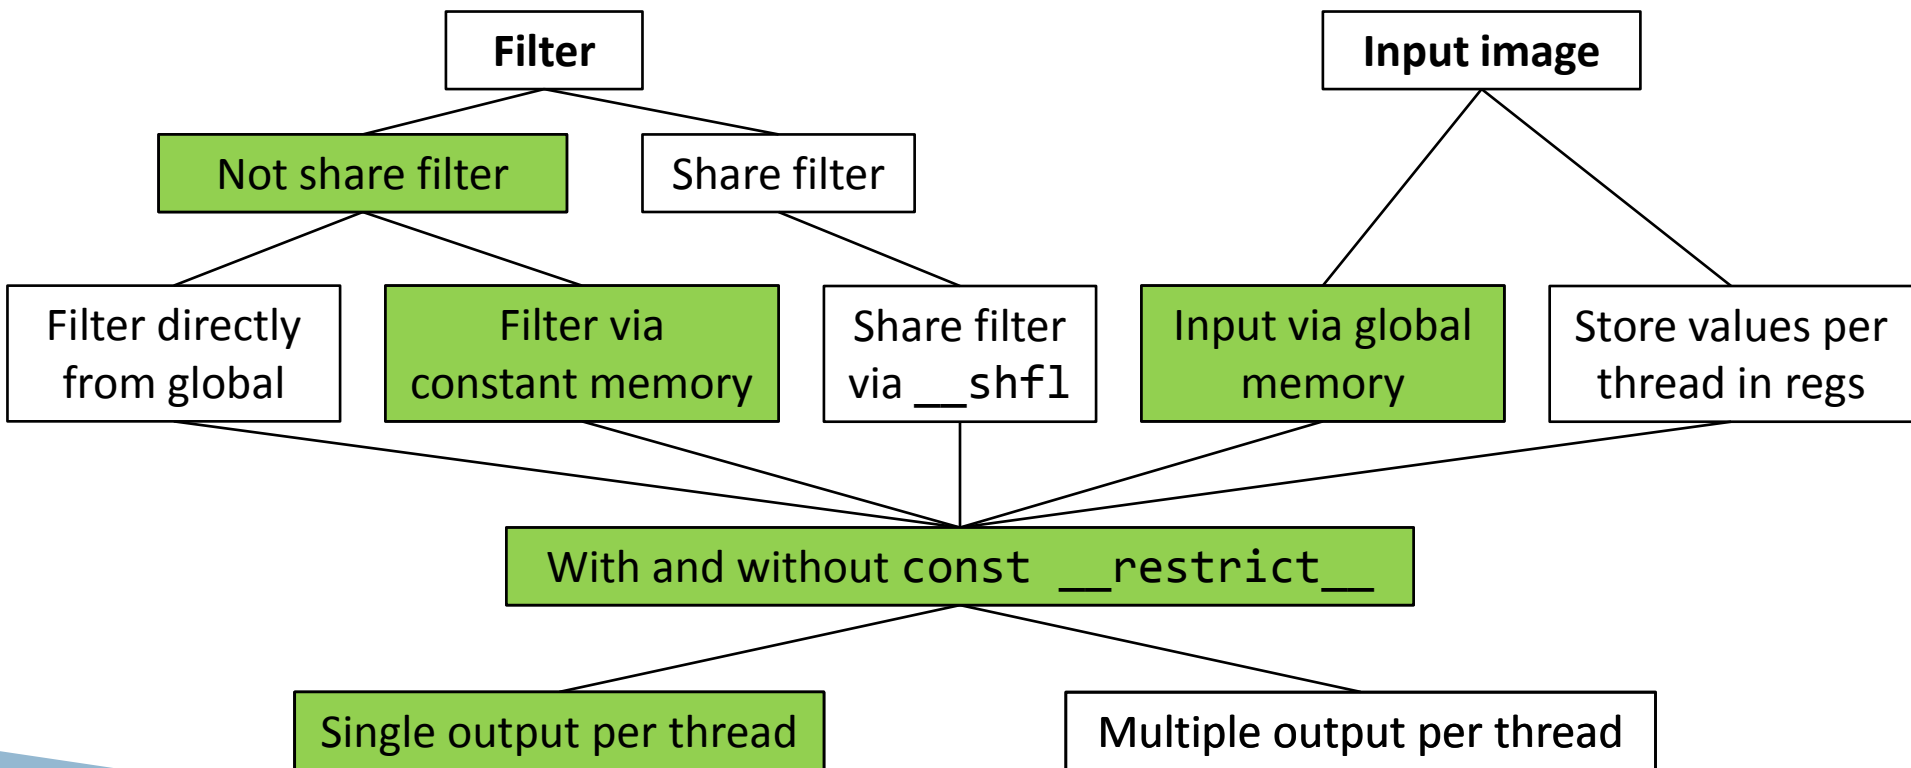 Filter
Input image
Not share filter
Share filter
Filter directly
from global
Filter via
constant memory
Share filter
via __shfl
Input via global
memory
Store values per
thread in regs
With and without const __restrict__
Single output per thread
Multiple output per thread